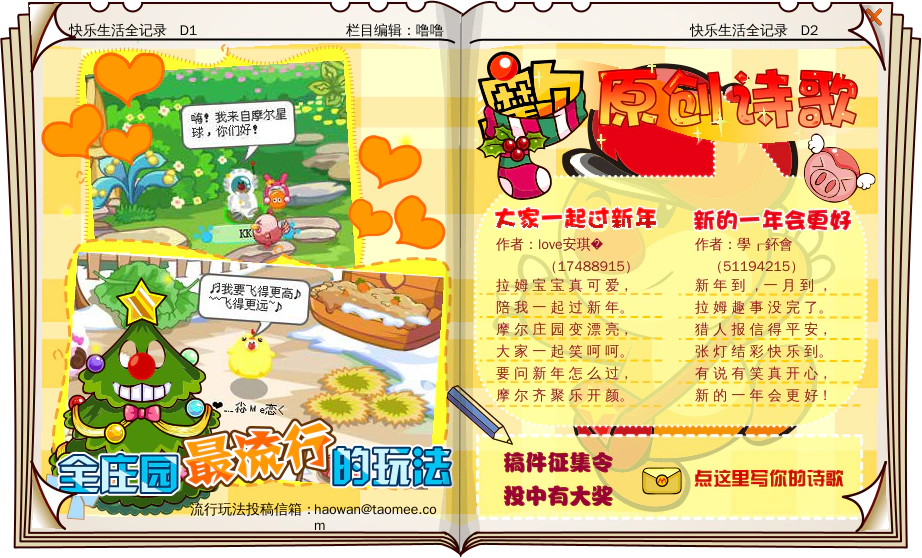 快乐生活全记录 D1
栏目编辑：噜噜
嗨！我来自摩尔星
球，你们好！
KK
♬我要飞得更高♪
~~飞得更远~♪
全庄园最流行的玩法
流行玩法投稿信箱：haowan@taomee.co
m
快乐生活全记录 D2
梦幻
原创诗歌
大家一起过新年
作者：love安琪�
（17488915）
拉姆宝宝真可爱，
陪我一起过新年。
摩尔庄园变漂亮，
大家一起笑呵呵。
要问新年怎么过，
摩尔齐聚乐开颜。
新的一年会更好
作者：學┌鈈會
（51194215）
新年到，一月到，
拉姆趣事没完了。
猎人报信得平安，
张灯结彩快乐到。
有说有笑真开心，
新的一年会更好！
稿件征集令
投中有大奖
点这里写你的诗歌